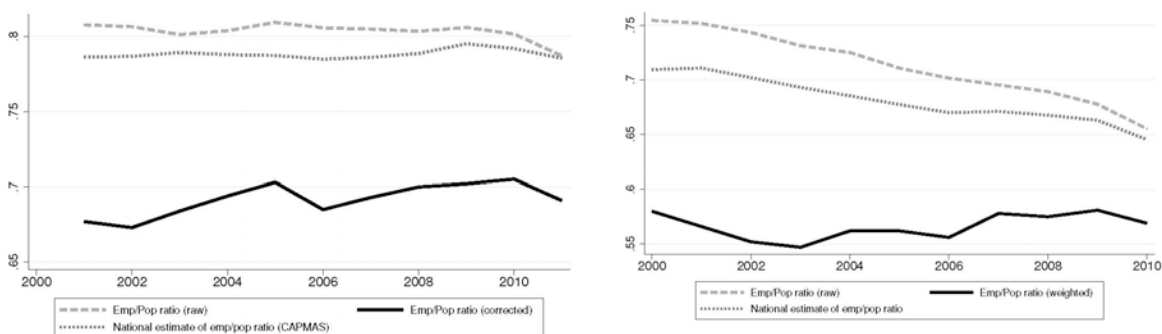 .8
.75
.7
.65
2000 2002 2004 2006 2008 2010
Emp/Pop ratio (raw) Emp/Pop ratio (corrected)
National estimate of emp/pop ratio (CAPMAS)
.75
.7
.65
.6
.55
2000 2002 2004 2006 2008 2010
Emp/Pop ratio (raw) Emp/Pop ratio (weighted)
National estimate of emp/pop ratio